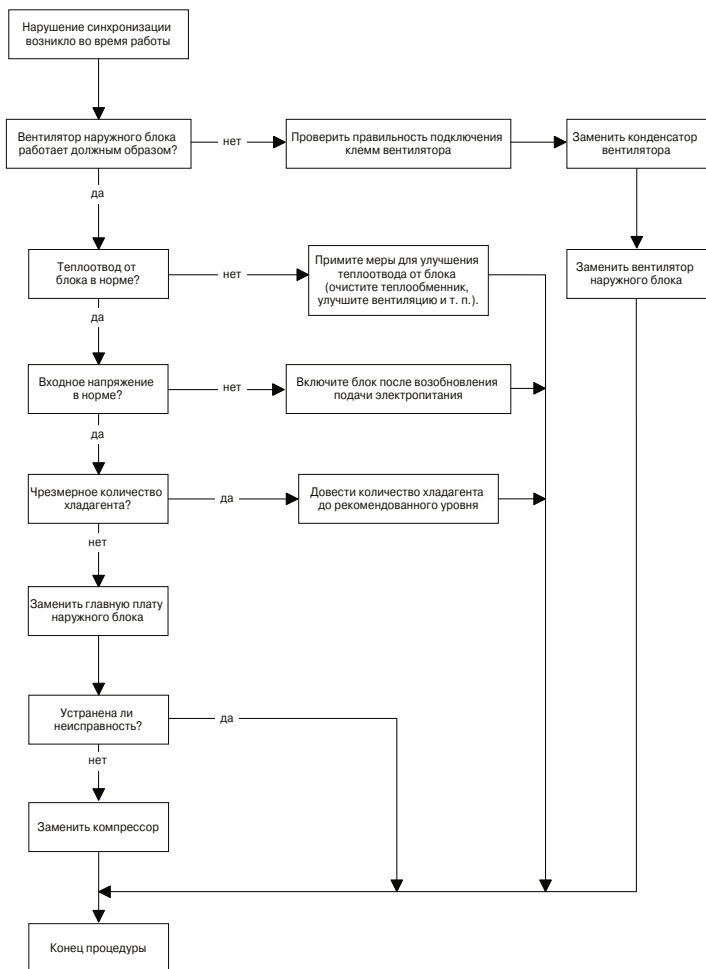 Нарушение синхронизации
возникло во время работы
Вентилятор наружного блока
работает должным образом?
нет
Проверить правильность подключения
клемм вентилятора
Заменить конденсатор
вентилятора
да
Теплоотвод от
блока в норме?
нет
Примите меры для улучшения
теплоотвода от блока
(очистите теплообменник,
улучшите вентиляцию и т. п.).
Заменить вентилятор
наружного блока
да
Входное напряжение
в норме?
нет
Включите блок после возобновления
подачи электропитания
да
Чрезмерное количество
хладагента?
да
Довести количество хладагента
до рекомендованного уровня
нет
Заменить главную плату
наружного блока
Устранена ли
неисправность?
да
нет
Заменить компрессор
Конец процедуры